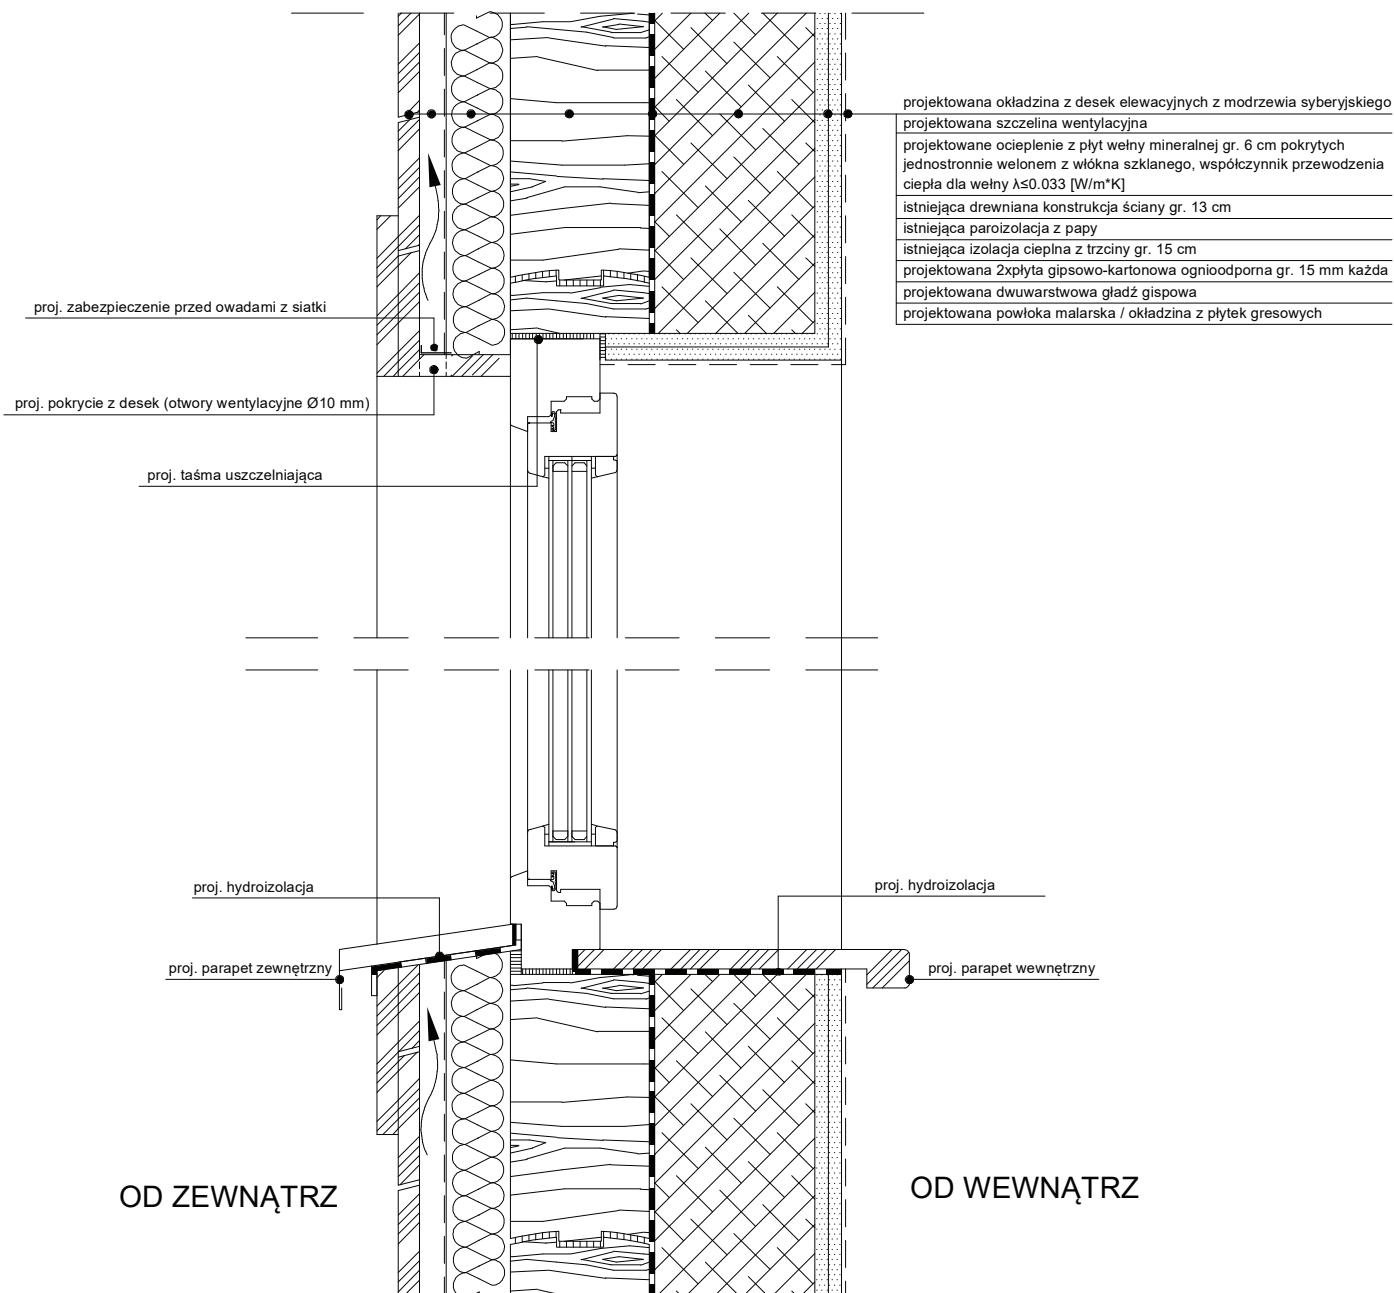 projektowana okładzina z desek elewacyjnych z modrzewia syberyjskiego
projektowana szczelina wentylacyjna
projektowane ocieplenie z płyt wełny mineralnej gr. 6 cm pokrytych
jednostronnie welonem z włókna szklanego, współczynnik przewodzenia
ciepła dla wełny λ≤0.033 [W/m*K]
istniejąca drewniana konstrukcja ściany gr. 13 cm
istniejąca paroizolacja z papy
istniejąca izolacja cieplna z trzciny gr. 15 cm
projektowana 2xpłyta gipsowo-kartonowa ognioodporna gr. 15 mm każda
projektowana dwuwarstwowa gładź gispowa
projektowana powłoka malarska / okładzina z płytek gresowych
proj. zabezpieczenie przed owadami z siatki
proj. pokrycie z desek (otwory wentylacyjne Ø10 mm)
proj. taśma uszczelniająca
proj. hydroizolacja
proj. hydroizolacja
proj. parapet zewnętrzny
proj. parapet wewnętrzny
OD ZEWNĄTRZ
OD WEWNĄTRZ